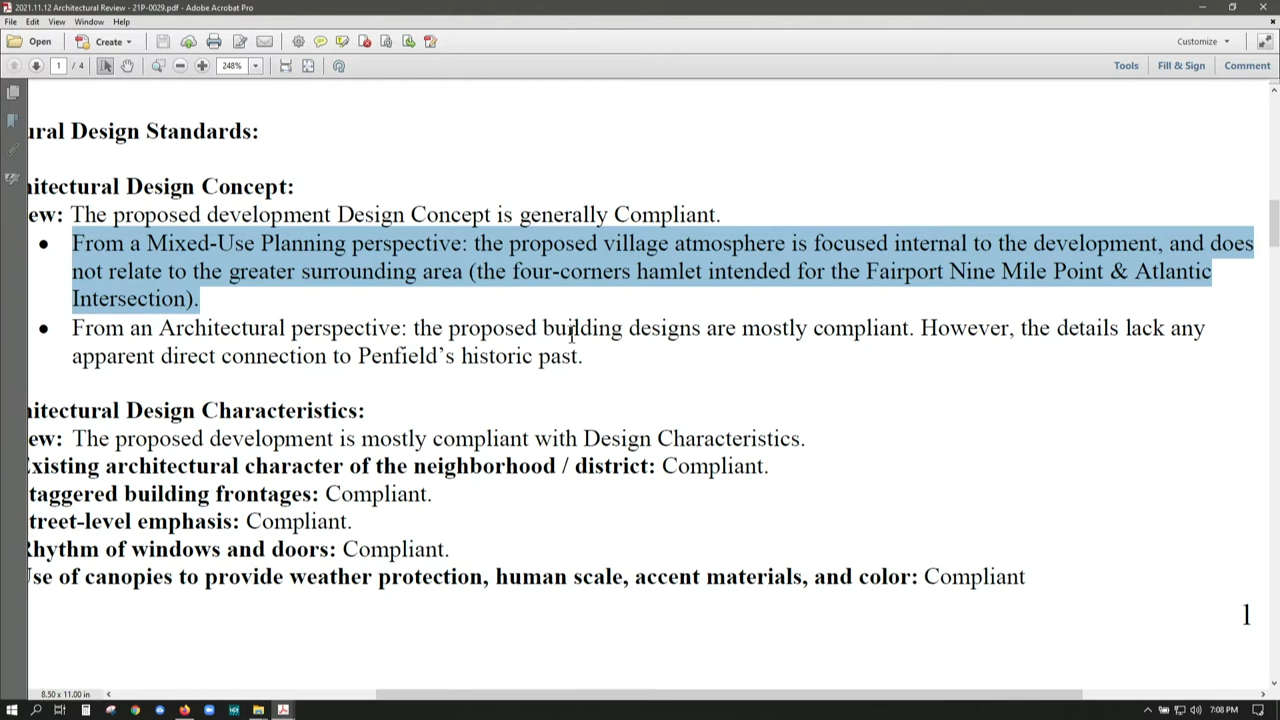 2021.11.12 Architectural Review - 21P-0029.pdf - Adobe Acrobat Pro
File Edit View Window Help
Open Create Customize
1 / 4 248% Tools Fill & Sign Comment
ural Design Standards:
hitectural Design Concept:
ew: The proposed development Design Concept is generally Compliant.
• From a Mixed-Use Planning perspective: the proposed village atmosphere is focused internal to the development, and does
not relate to the greater surrounding area (the four-corners hamlet intended for the Fairport Nine Mile Point & Atlantic
Intersection).
• From an Architectural perspective: the proposed building designs are mostly compliant. However, the details lack any
apparent direct connection to Penfield’s historic past.
hitectural Design Characteristics:
ew: The proposed development is mostly compliant with Design Characteristics.
Existing architectural character of the neighborhood / district: Compliant.
taggered building frontages: Compliant.
treet-level emphasis: Compliant.
Rhythm of windows and doors: Compliant.
Use of canopies to provide weather protection, human scale, accent materials, and color: Compliant
1
8.50 x 11.00 in
7:08 PM